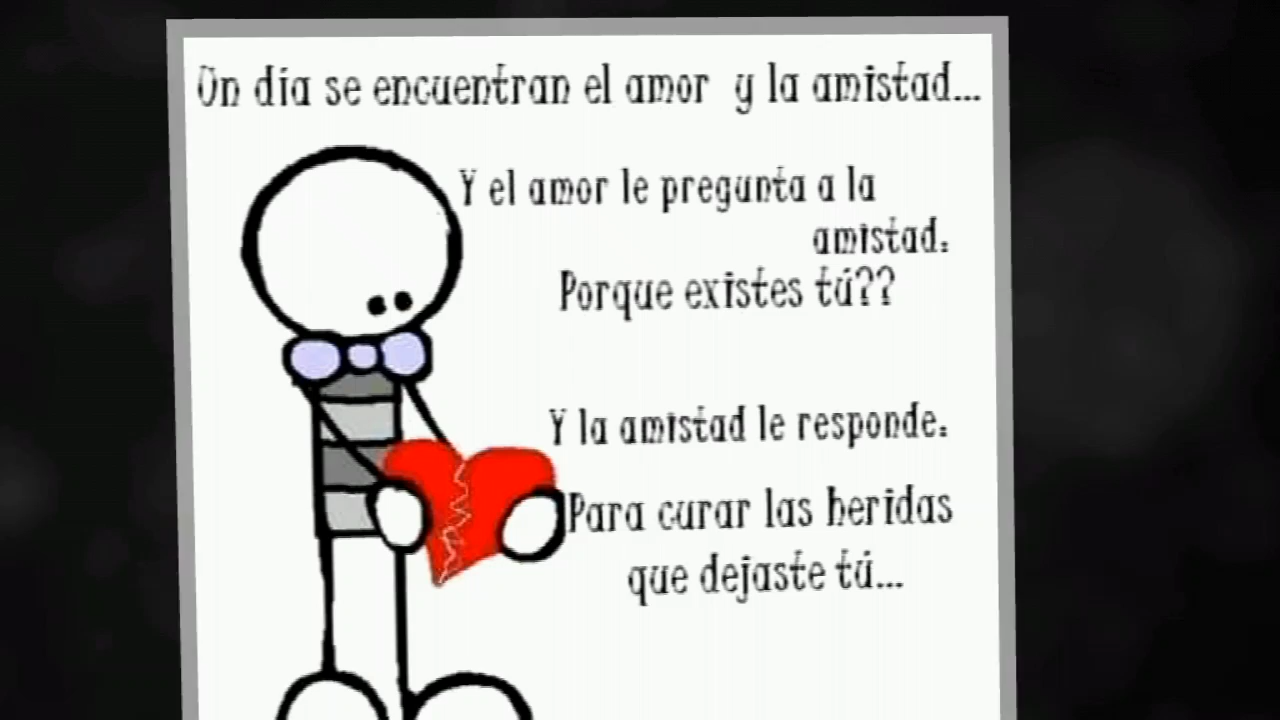 Un día se encuentran el amor y la amistad...
Y el amor le pregunta a la
amistad:
Porque existes tú??
Y la amistad le responde:
Para curar las heridas
que dejaste tú...